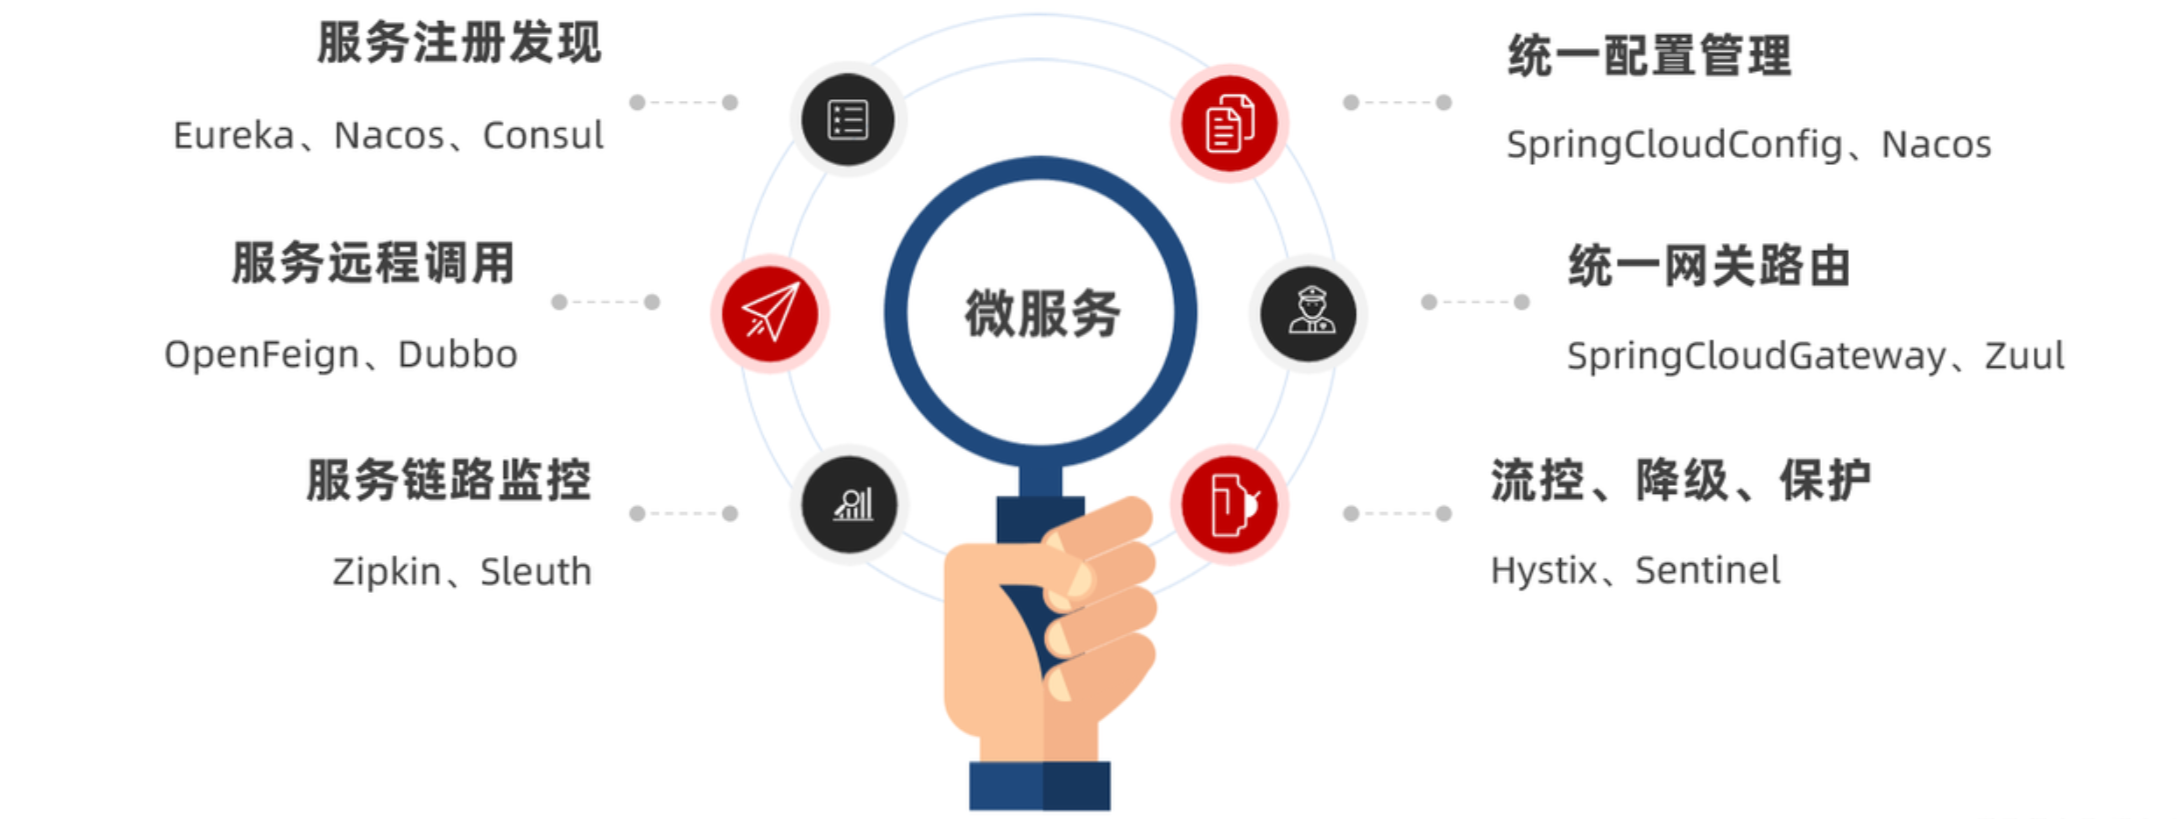 服务注册发现
Eureka、Nacos、Consul
服务远程调用
OpenFeign、Dubbo
服务链路监控
Zipkin、Sleuth
微服务
统一配置管理
SpringCloudConfig、Nacos
统一网关路由
SpringCloudGateway、Zuul
流控、降级、保护
Hystix、Sentinel